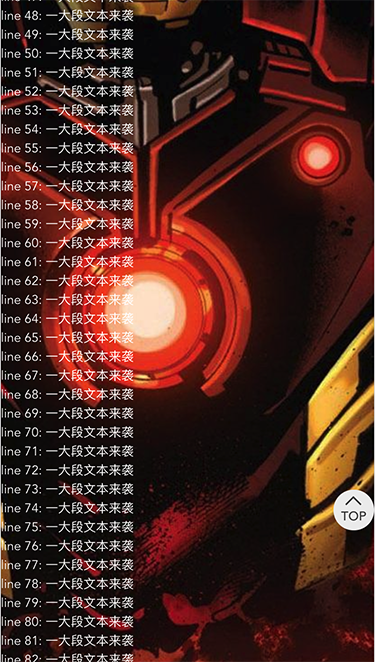 line 48: 一大段文本来袭
line 49: 一大段文本来袭
line 50: 一大段文本来袭
line 51: 一大段文本来袭
line 52: 一大段文本来袭
line 53: 一大段文本来袭
line 54: 一大段文本来袭
line 55: 一大段文本来袭
line 56: 一大段文本来袭
line 57: 一大段文本来袭
line 58: 一大段文本来袭
line 59: 一大段文本来袭
line 60: 一大段文本来袭
line 61: 一大段文本来袭
line 62: 一大段文本来袭
line 63: 一大段文本来袭
line 64: 一大段文本来袭
line 65: 一大段文本来袭
line 66: 一大段文本来袭
line 67: 一大段文本来袭
line 68: 一大段文本来袭
line 69: 一大段文本来袭
line 70: 一大段文本来袭
line 71: 一大段文本来袭
line 72: 一大段文本来袭
line 73: 一大段文本来袭
line 74: 一大段文本来袭
TOP
line 75: 一大段文本来袭
line 76: 一大段文本来袭
line 77: 一大段文本来袭
line 78: 一大段文本来袭
line 79: 一大段文本来袭
line 80: 一大段文本来袭
line 81: 一大段文本来袭
line 82: 一大段文本来袭